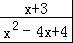 x+3
x² − 4x+4